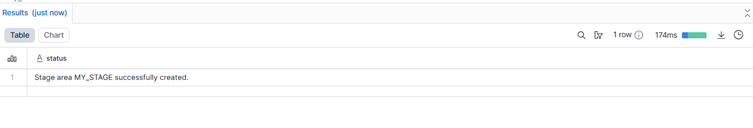 Results (just now)
Table Chart 1 row 174ms
A status
1 Stage area MY_STAGE successfully created.